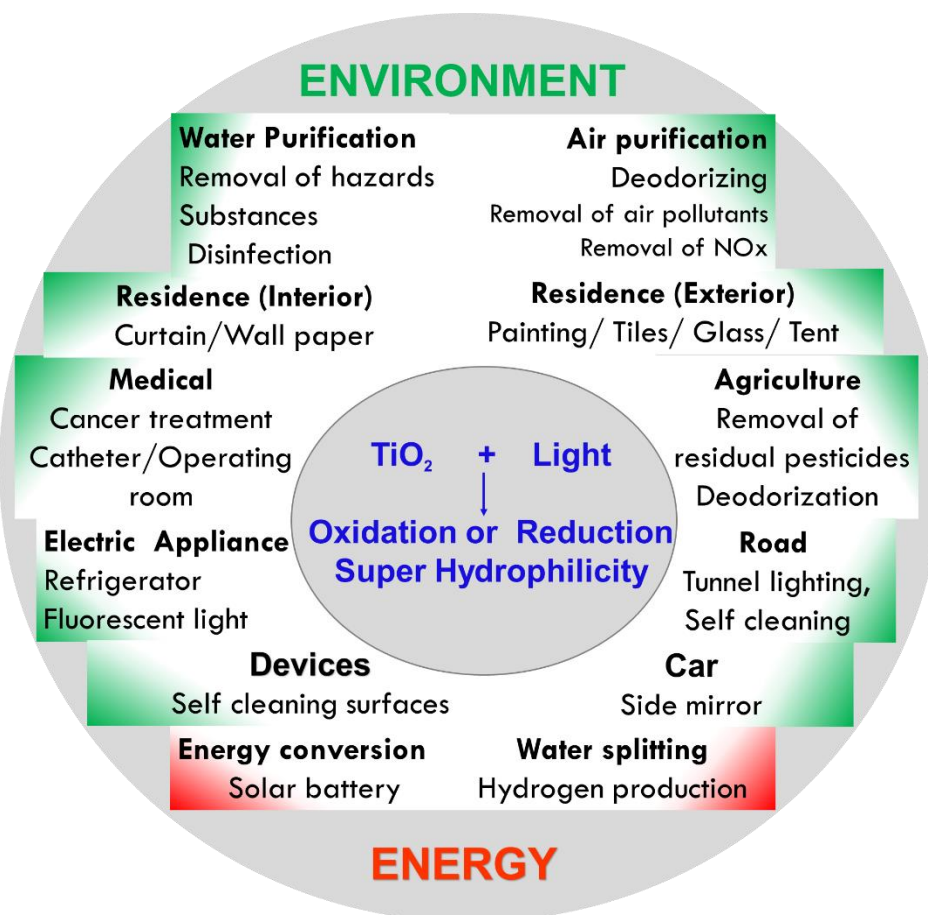 ENVIRONMENT
Water Purification
Removal of hazards
Substances
Disinfection
Air purification
Deodorizing
Removal of air pollutants
Removal of NOx
Residence (Interior)
Curtain/Wall paper
Residence (Exterior)
Painting/ Tiles/ Glass/ Tent
Medical
Cancer treatment
Catheter/Operating
room
Agriculture
Removal of
residual pesticides
Deodorization
TiO₂ + Light
Oxidation or Reduction
Super Hydrophilicity
Electric Appliance
Refrigerator
Fluorescent light
Road
Tunnel lighting,
Self cleaning
Devices
Self cleaning surfaces
Car
Side mirror
Energy conversion
Solar battery
Water splitting
Hydrogen production
ENERGY